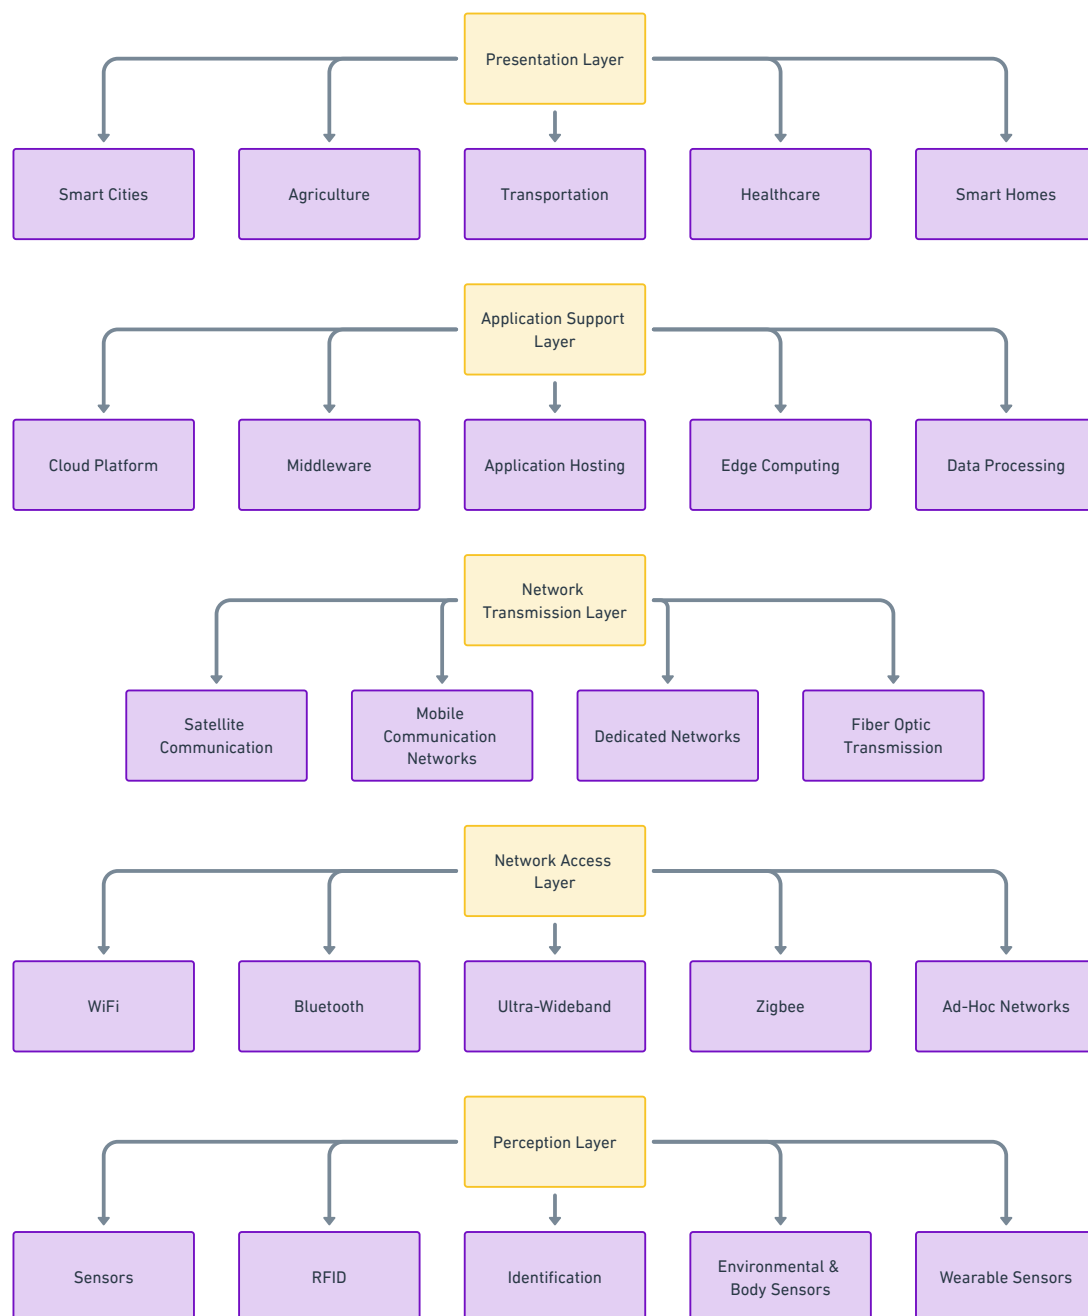 Presentation Layer
Smart Cities
Agriculture
Transportation
Healthcare
Smart Homes
Application Support
Layer
Cloud Platform
Middleware
Application Hosting
Edge Computing
Data Processing
Network
Transmission Layer
Satellite
Communication
Mobile
Communication
Networks
Dedicated Networks
Fiber Optic
Transmission
Network Access
Layer
WiFi
Bluetooth
Ultra-Wideband
Zigbee
Ad-Hoc Networks
Perception Layer
Sensors
RFID
Identification
Environmental &
Body Sensors
Wearable Sensors